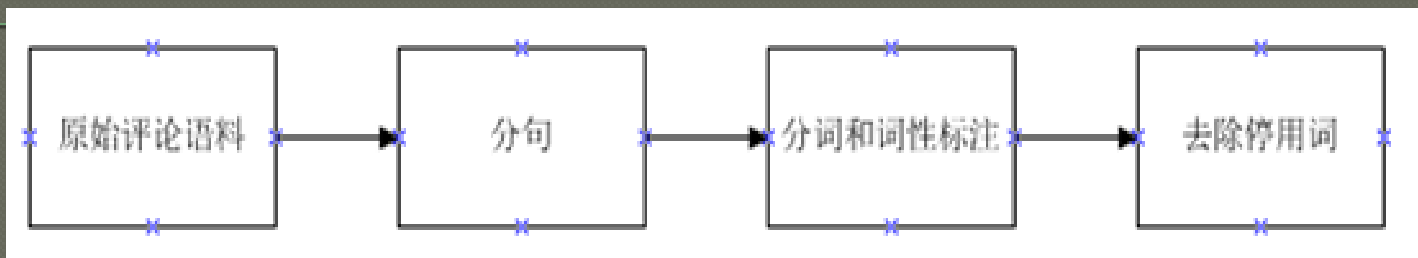 原始评论语料
分句
分词和词性标注
去除停用词